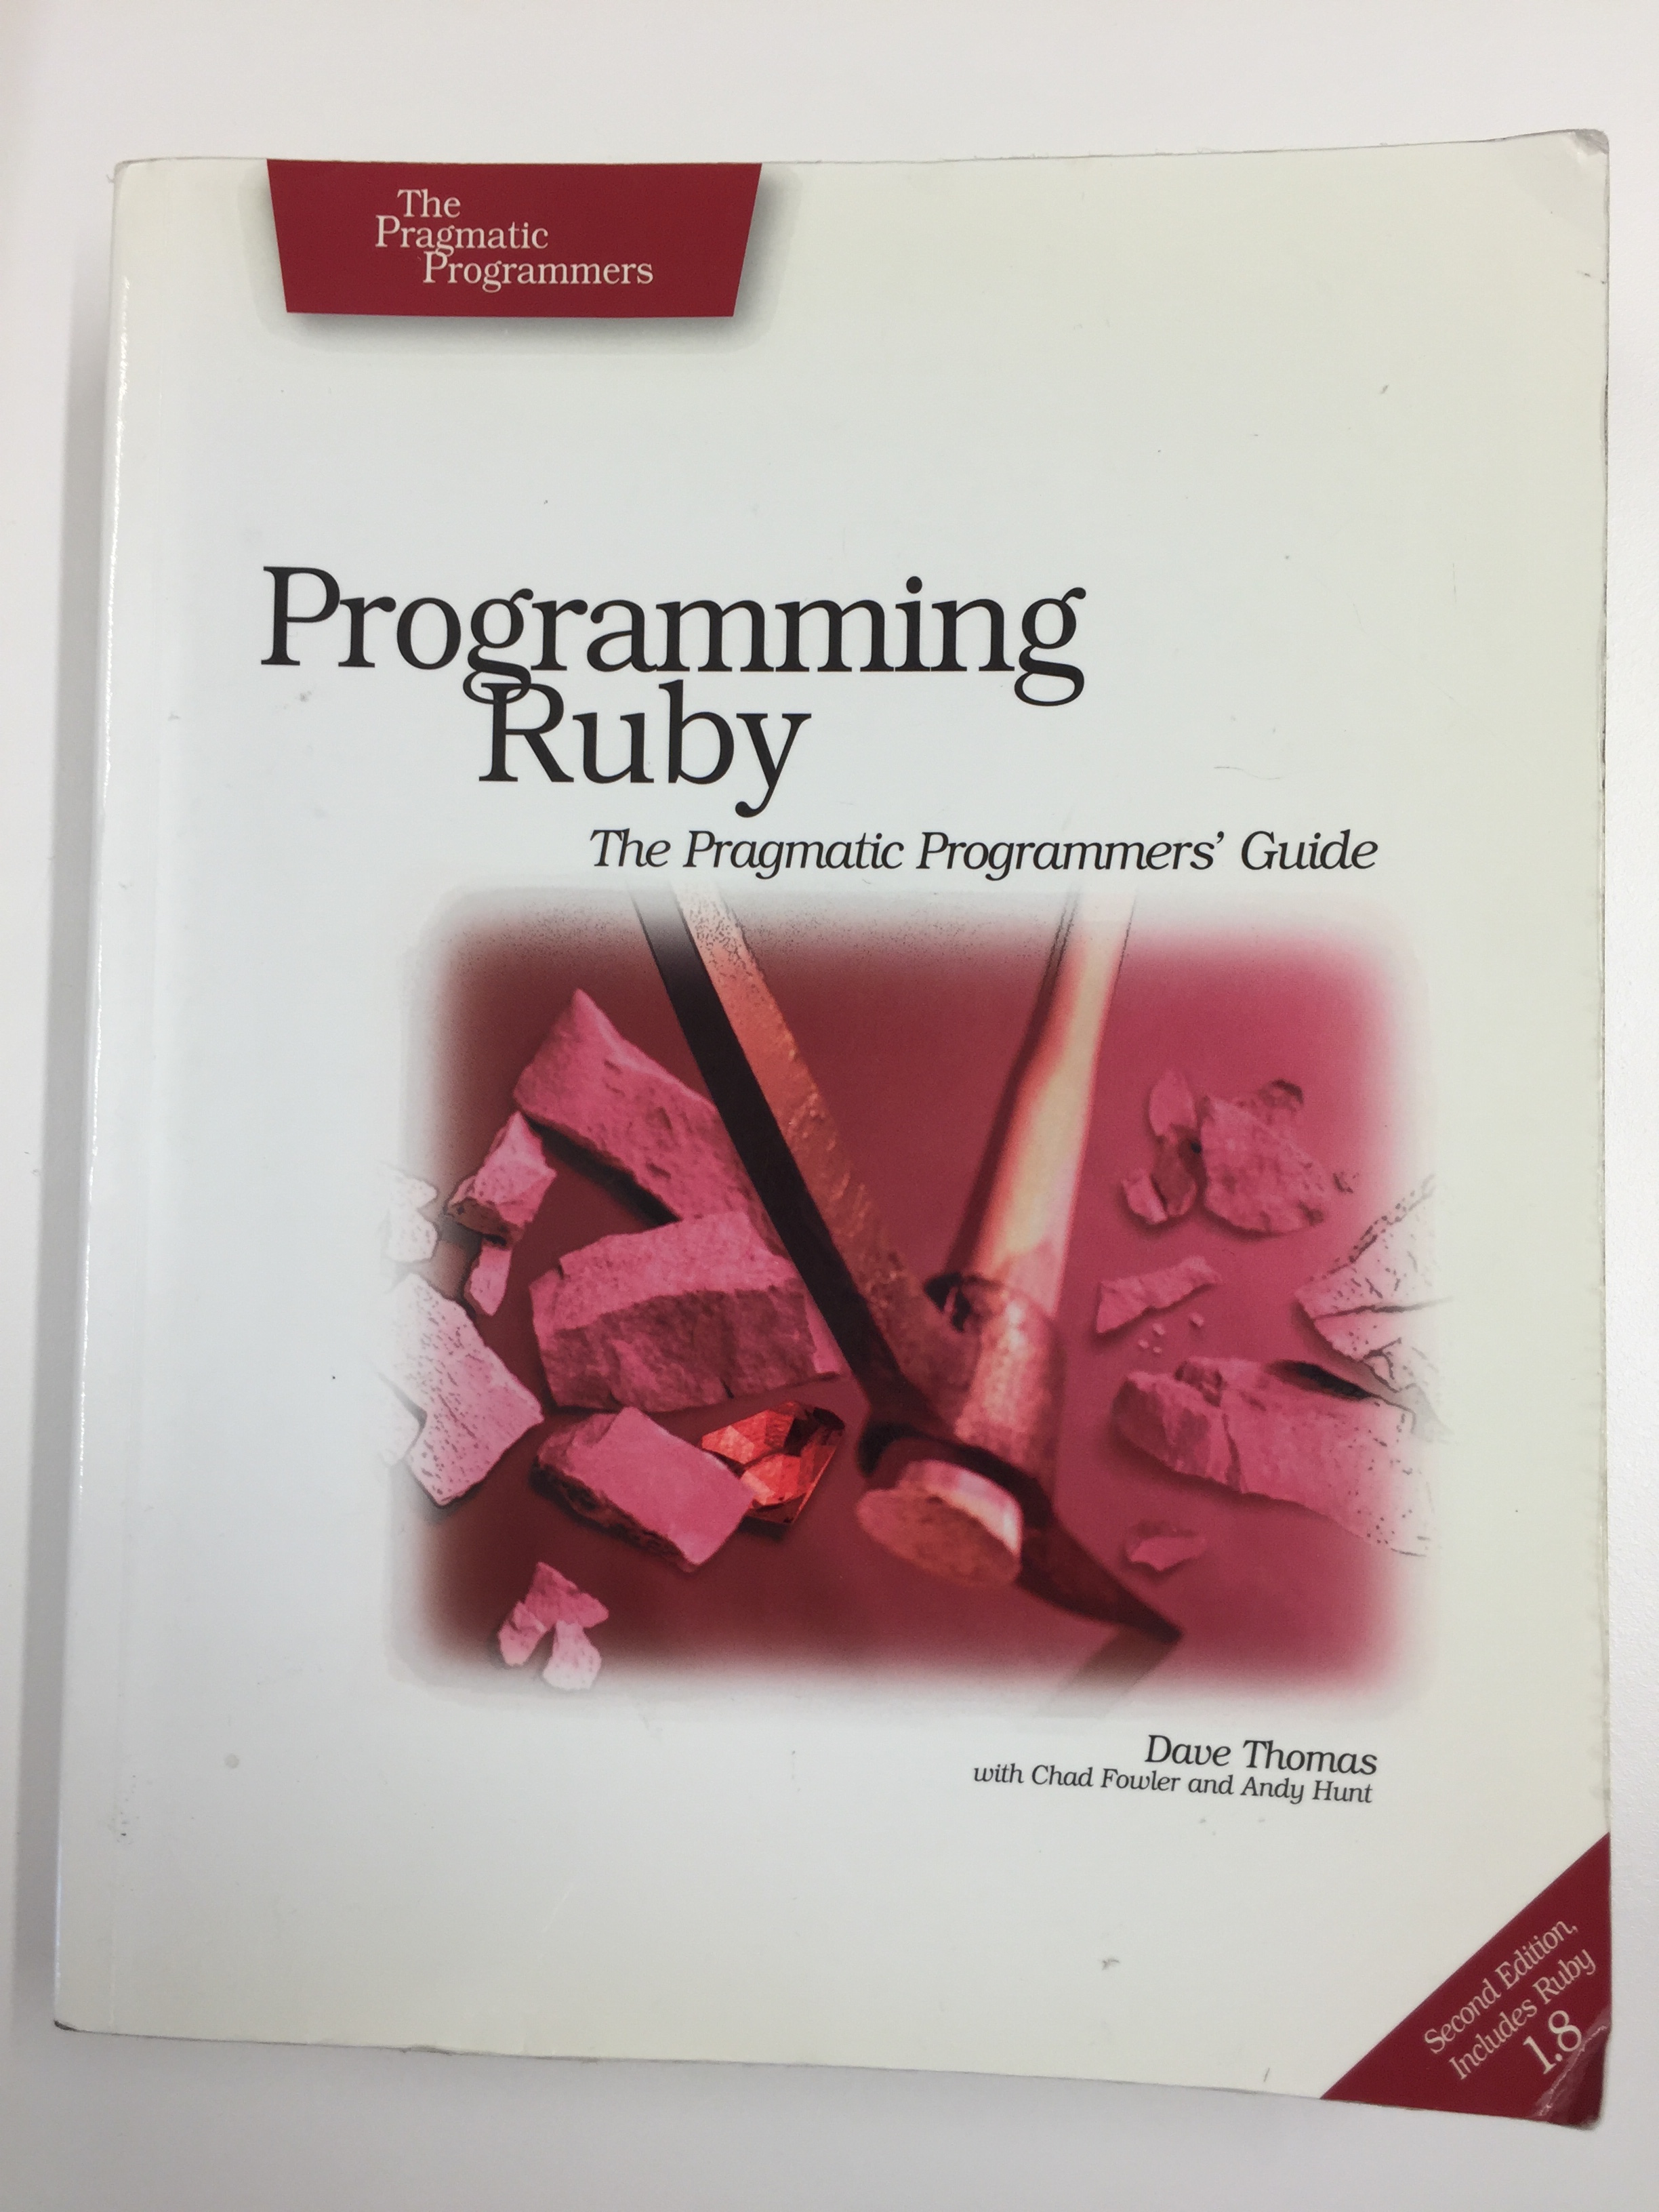 The
Pragmatic
Programmers
Programming
Ruby
The Pragmatic Programmers' Guide
Dave Thomas
with Chad Fowler and Andy Hunt
Second Edition,
Includes Ruby
1.8